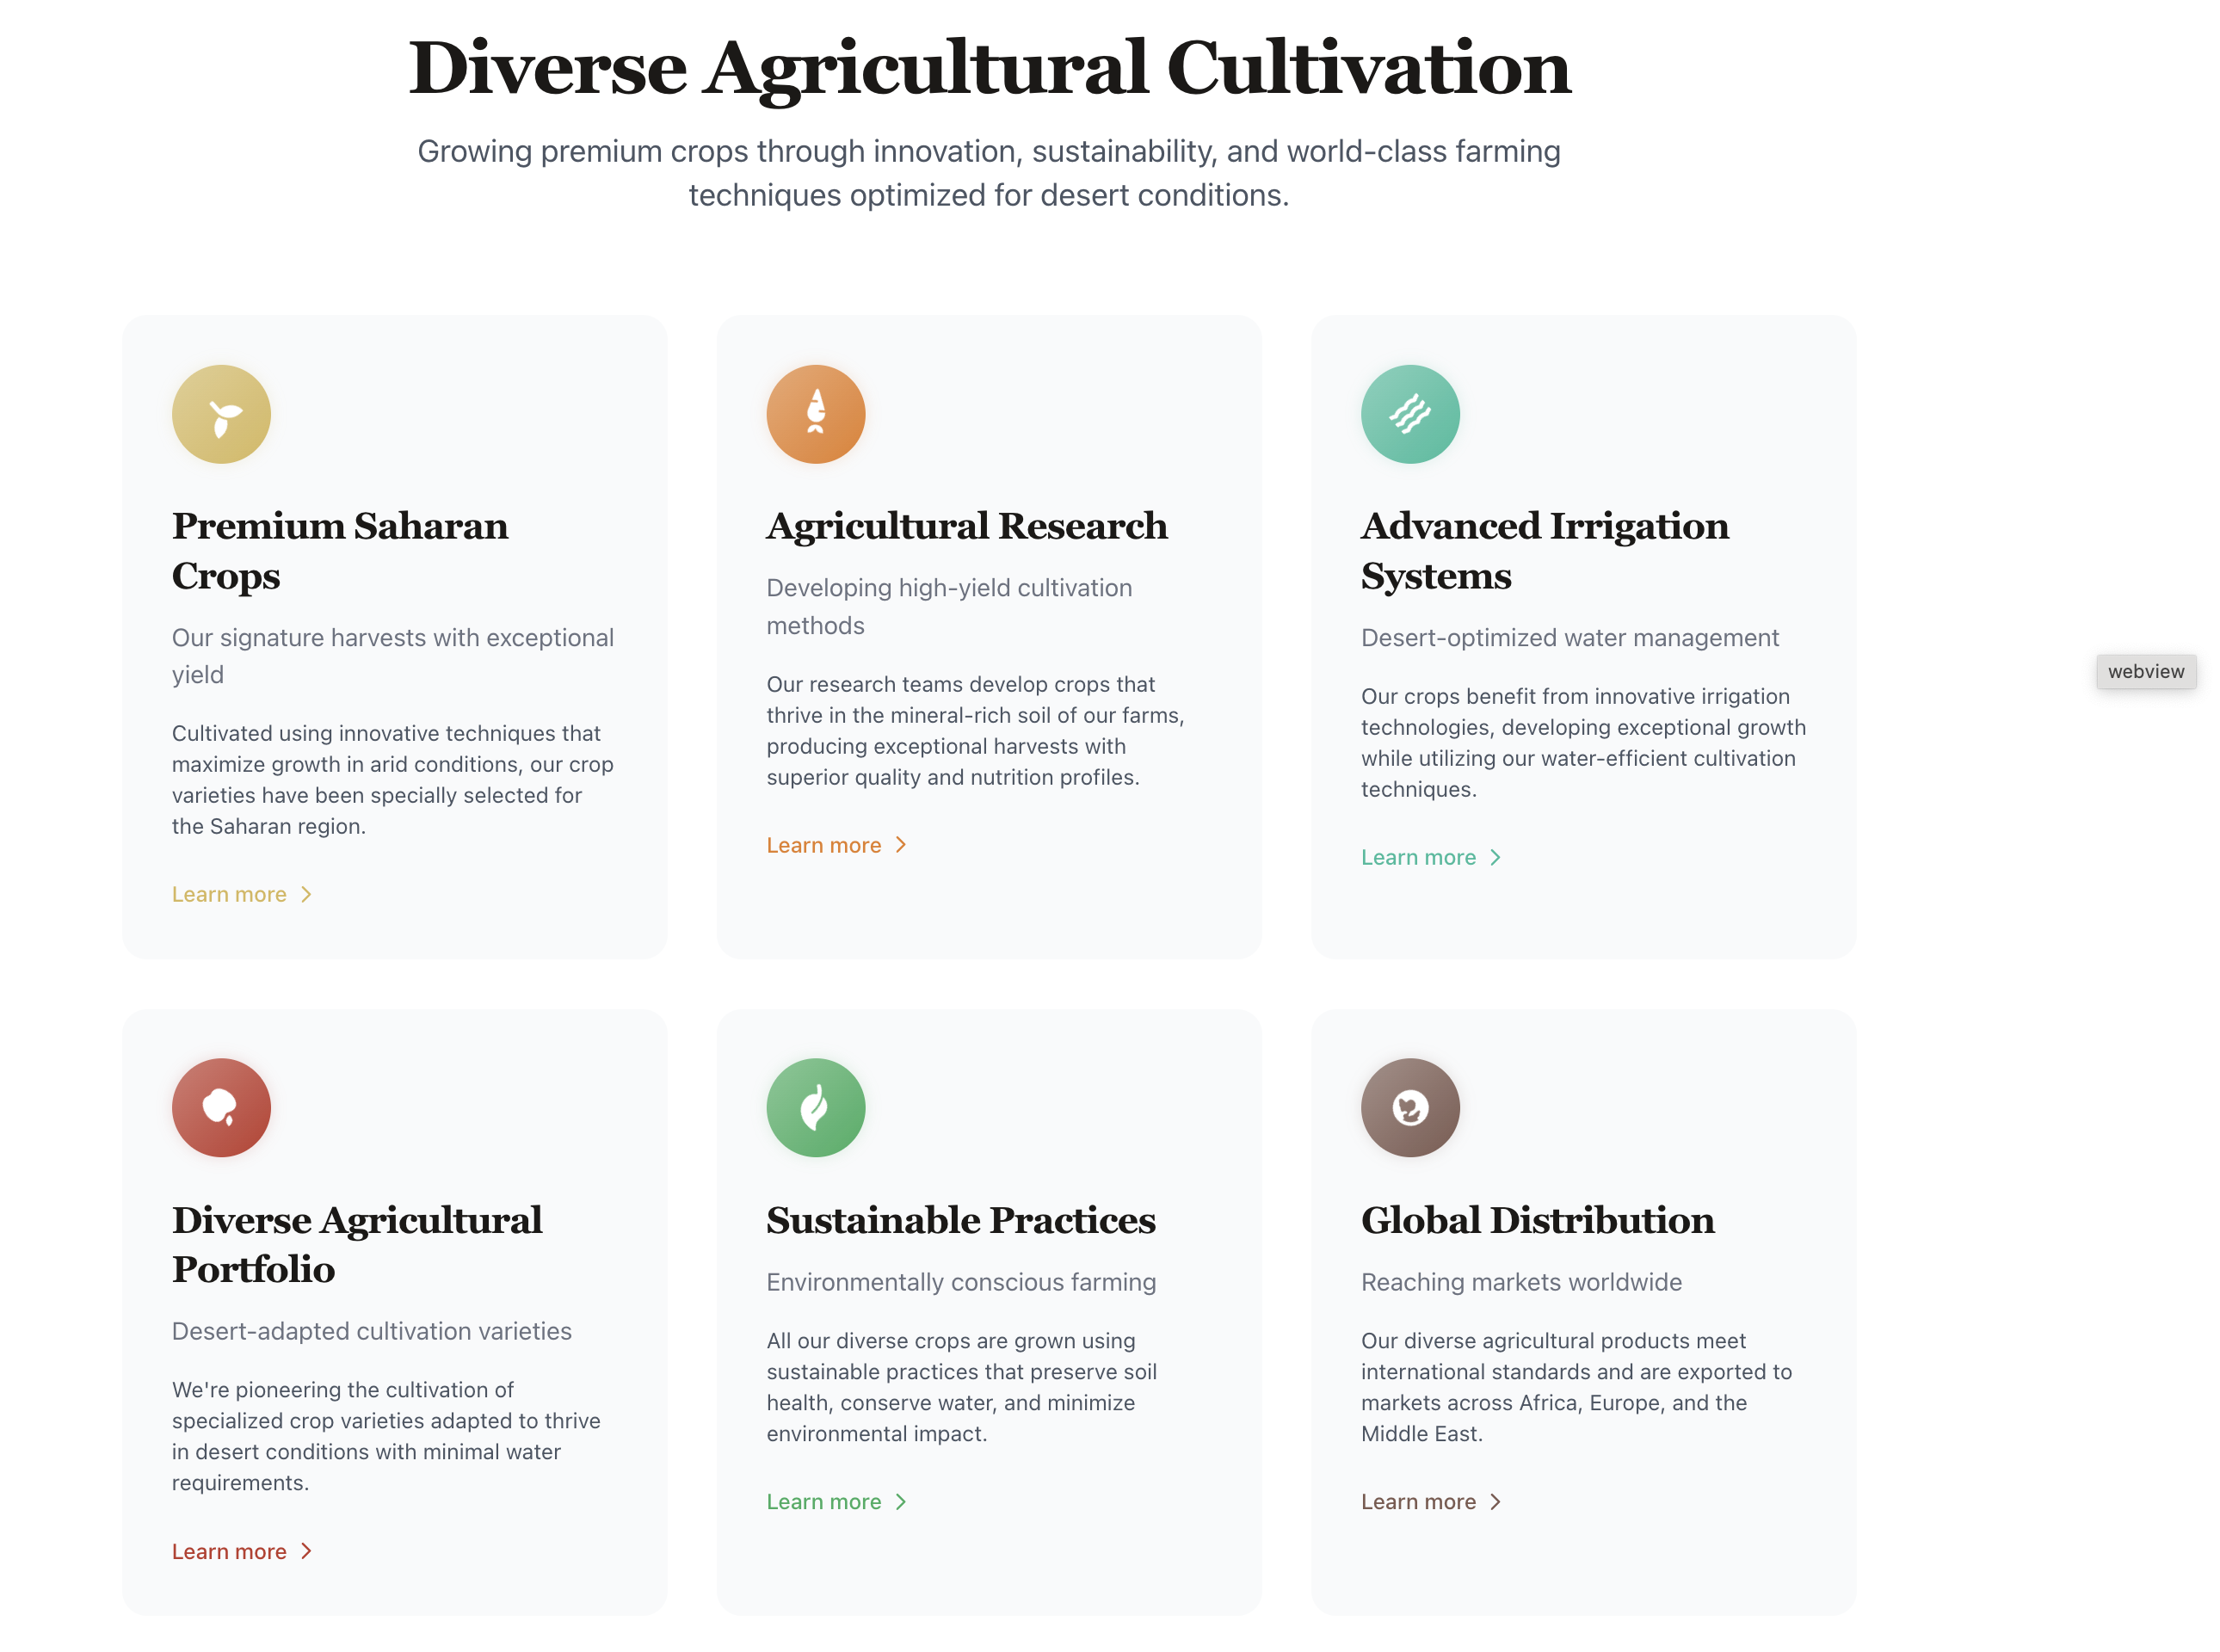 Diverse Agricultural Cultivation
Growing premium crops through innovation, sustainability, and world-class farming
techniques optimized for desert conditions.
Premium Saharan
Crops
Our signature harvests with exceptional
yield
Cultivated using innovative techniques that
maximize growth in arid conditions, our crop
varieties have been specially selected for
the Saharan region.
Learn more
Agricultural Research
Developing high-yield cultivation
methods
Our research teams develop crops that
thrive in the mineral-rich soil of our farms,
producing exceptional harvests with
superior quality and nutrition profiles.
Learn more
Advanced Irrigation
Systems
Desert-optimized water management
Our crops benefit from innovative irrigation
technologies, developing exceptional growth
while utilizing our water-efficient cultivation
techniques.
Learn more
webview
Diverse Agricultural
Portfolio
Desert-adapted cultivation varieties
We're pioneering the cultivation of
specialized crop varieties adapted to thrive
in desert conditions with minimal water
requirements.
Learn more
Sustainable Practices
Environmentally conscious farming
All our diverse crops are grown using
sustainable practices that preserve soil
health, conserve water, and minimize
environmental impact.
Learn more
Global Distribution
Reaching markets worldwide
Our diverse agricultural products meet
international standards and are exported to
markets across Africa, Europe, and the
Middle East.
Learn more